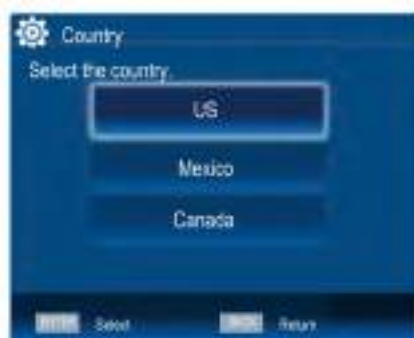 Country
Select the country.
US
Mexico
Canada
Select Return